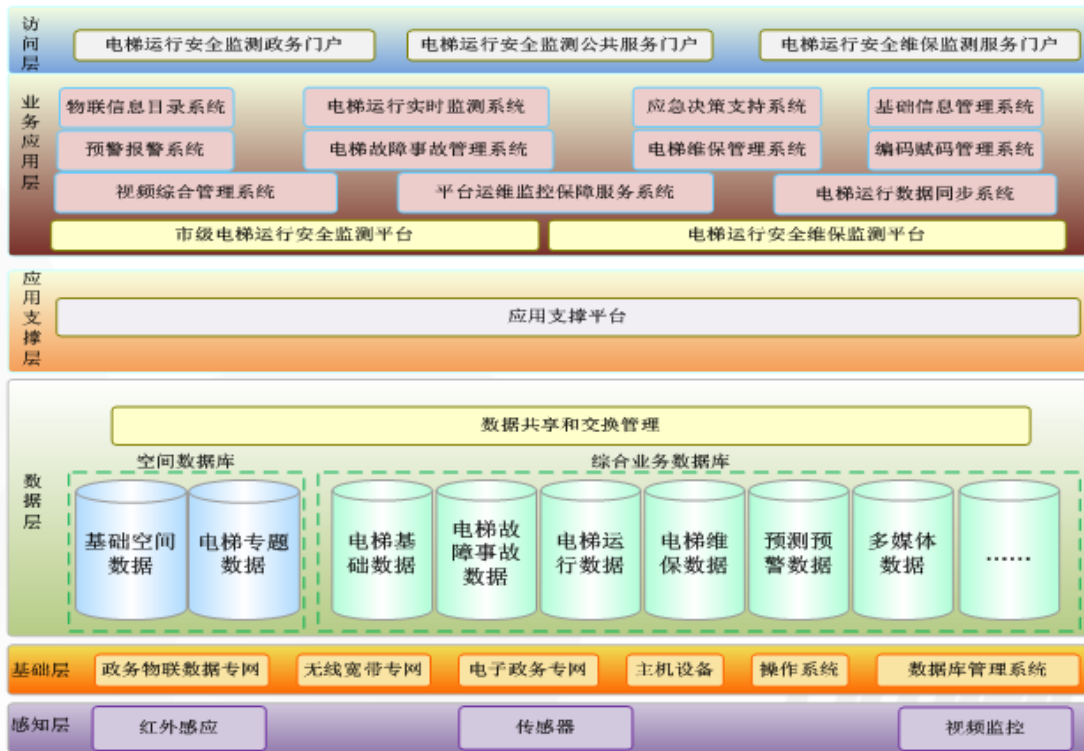 访问层
电梯运行安全监测政务门户
电梯运行安全监测公共服务门户
电梯运行安全维保监测服务门户
业务应用层
物联信息目录系统
电梯运行实时监测系统
应急决策支持系统
基础信息管理系统
预警报警系统
电梯故障事故管理系统
电梯维保管理系统
编码赋码管理系统
视频综合管理系统
平台运维监控保障服务系统
电梯运行数据同步系统
市级电梯运行安全监测平台
电梯运行安全维保监测平台
应用支撑层
应用支撑平台
数据层
数据共享和交换管理
空间数据库
综合业务数据库
基础空间
数据
电梯专题
数据
电梯基
础数据
电梯故
障事故
数据
电梯运
行数据
电梯维
保数据
预测预
警数据
多媒体
数据
……
基础层
政务物联数据专网
无线宽带专网
电子政务专网
主机设备
操作系统
数据库管理系统
感知层
红外感应
传感器
视频监控